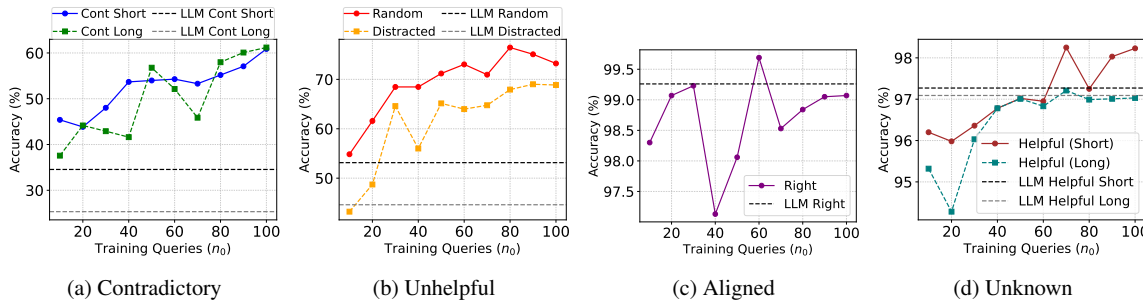 Cont Short
Cont Long
LLM Cont Short
LLM Cont Long
Accuracy (%)
60
50
40
30
20 40 60 80 100
Training Queries (n₀)
(a) Contradictory
Random
Distracted
LLM Random
LLM Distracted
Accuracy (%)
70
60
50
20 40 60 80 100
Training Queries (n₀)
(b) Unhelpful
Accuracy (%)
99.5
99.0
98.5
98.0
97.5
Right
LLM Right
20 40 60 80 100
Training Queries (n₀)
(c) Aligned
Accuracy (%)
98
97
96
95
Helpful (Short)
Helpful (Long)
LLM Helpful Short
LLM Helpful Long
20 40 60 80 100
Training Queries (n₀)
(d) Unknown